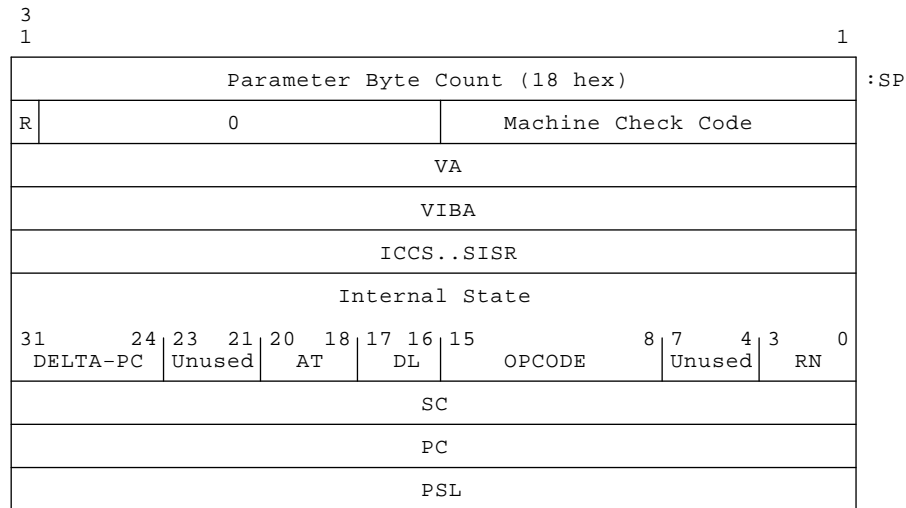 3
1 1
Parameter Byte Count (18 hex) :SP
R 0 Machine Check Code
VA
VIBA
ICCS..SISR
Internal State
31 24 23 21 20 18 17 16 15 8 7 4 3 0
DELTA-PC Unused AT DL OPCODE Unused RN
SC
PC
PSL